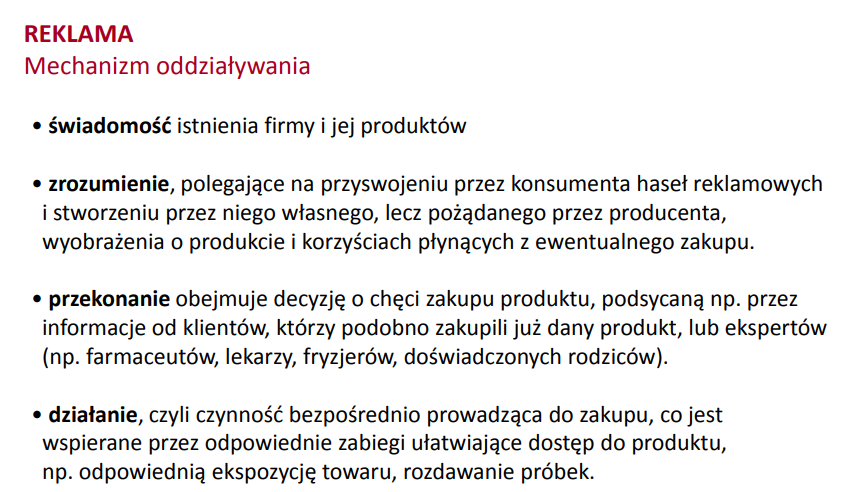 REKLAMA
Mechanizm oddziaływania
• świadomość istnienia firmy i jej produktów
• zrozumienie, polegające na przyswojeniu przez konsumenta haseł reklamowych
i stworzeniu przez niego własnego, lecz pożądanego przez producenta,
wyobrażenia o produkcie i korzyściach płynących z ewentualnego zakupu.
• przekonanie obejmuje decyzję o chęci zakupu produktu, podsycaną np. przez
informacje od klientów, którzy podobno zakupili już dany produkt, lub ekspertów
(np. farmaceutów, lekarzy, fryzjerów, doświadczonych rodziców).
• działanie, czyli czynność bezpośrednio prowadząca do zakupu, co jest
wspierane przez odpowiednie zabiegi ułatwiające dostęp do produktu,
np. odpowiednią ekspozycję towaru, rozdawanie próbek.